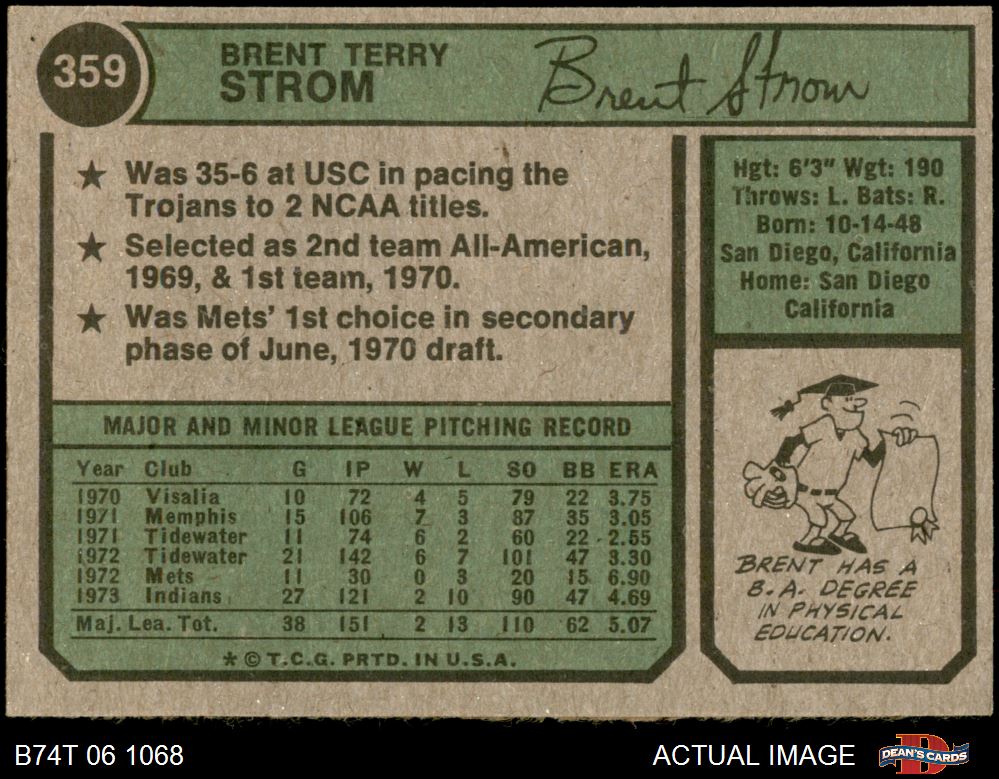 359
BRENT TERRY
STROM
Brent Strom
★ Was 35-6 at USC in pacing the
Trojans to 2 NCAA titles.
★ Selected as 2nd team All-American,
1969, & 1st team, 1970.
★ Was Mets' 1st choice in secondary
phase of June, 1970 draft.
MAJOR AND MINOR LEAGUE PITCHING RECORD
Year Club G IP W L SO BB ERA
1970 Visalia 10 72 4 5 79 22 3.75
1971 Memphis 15 106 7 3 87 35 3.05
1971 Tidewater 11 74 6 2 60 22 2.55
1972 Tidewater 21 142 6 7 101 47 3.30
1972 Mets 11 30 0 3 20 15 6.90
1973 Indians 27 121 2 10 90 47 4.69
Maj. Lea. Tot. 38 151 2 13 110 62 5.07
* © T.C.G. PRTD. IN U.S.A.
Hgt: 6'3" Wgt: 190
Throws: L. Bats: R.
Born: 10-14-48
San Diego, California
Home: San Diego
California
BRENT HAS A
B.A. DEGREE
IN PHYSICAL
EDUCATION.
B74T 06 1068
ACTUAL IMAGE
D
DEAN'S CARDS